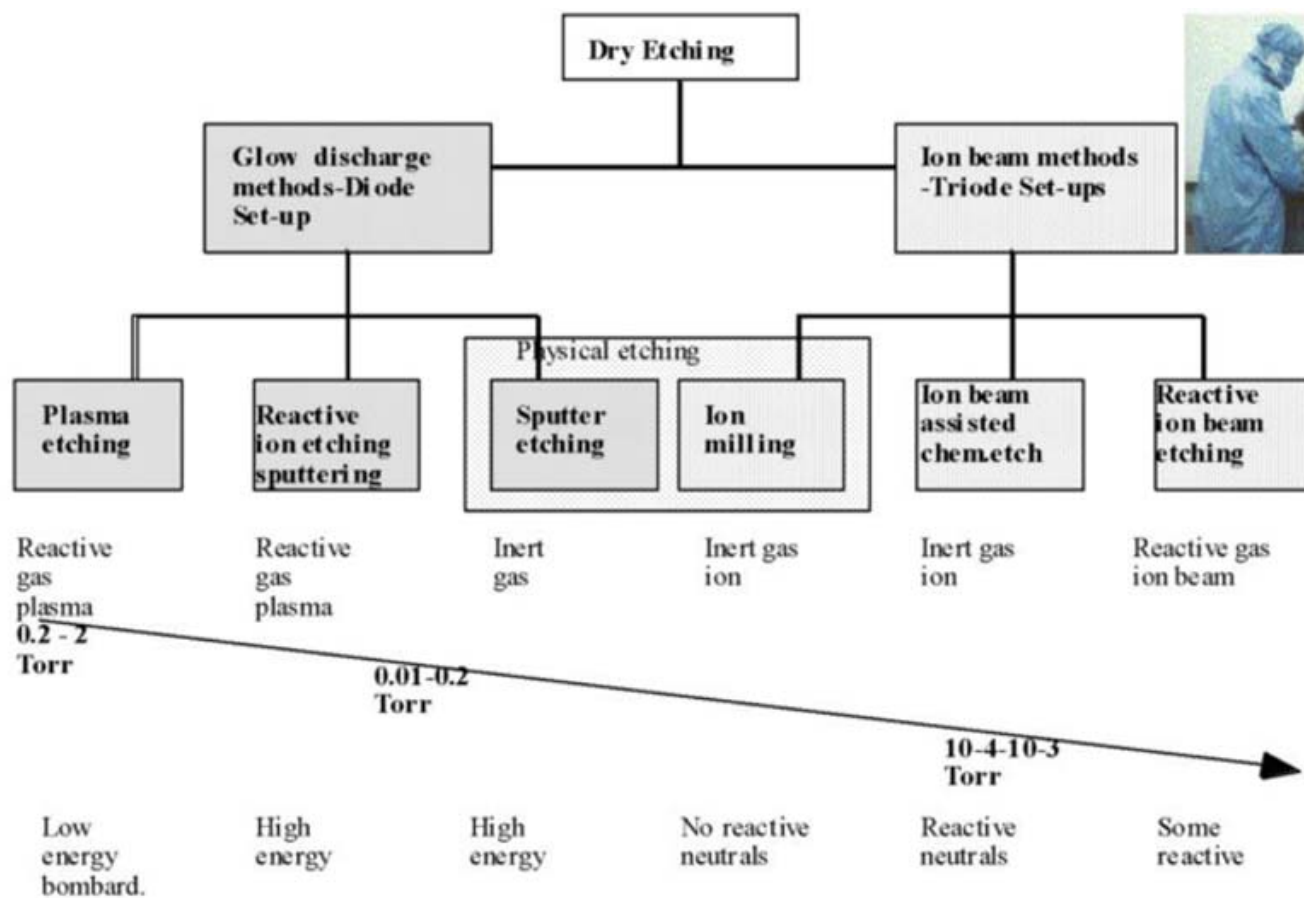 Dry Etching
Glow discharge
methods-Diode
Set-up
Ion beam methods
-Triode Set-ups
Physical etching
Plasma
etching
Reactive
ion etching
sputtering
Sputter
etching
Ion
milling
Ion beam
assisted
chem.etch
Reactive
ion beam
etching
Reactive
gas
plasma
Reactive
gas
plasma
Inert
gas
Inert gas
ion
Inert gas
ion
Reactive gas
ion beam
0.2 - 2
Torr
0.01-0.2
Torr
10-4-10-3
Torr
Low
energy
bombard.
High
energy
High
energy
No reactive
neutrals
Reactive
neutrals
Some
reactive